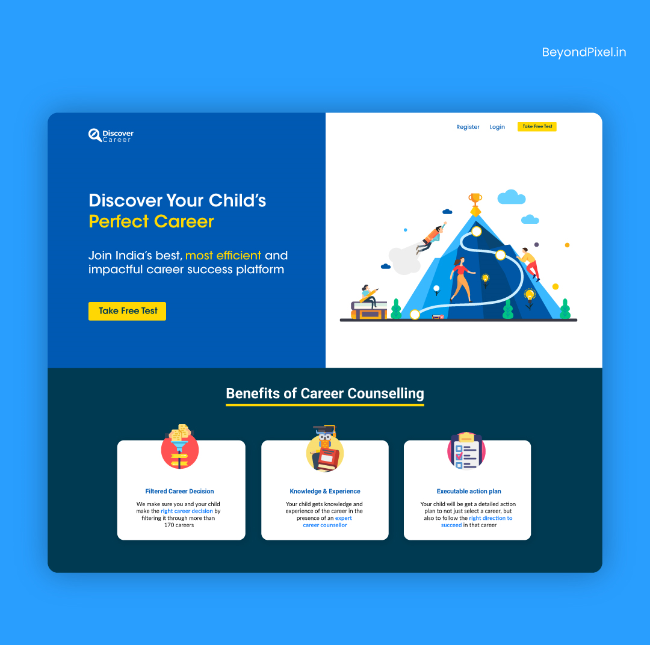 BeyondPixel.in
Discover
Career
Register Login Take Free Test
Discover Your Child's
Perfect Career
Join India's best, most efficient and
impactful career success platform
Take Free Test
Benefits of Career Counselling
Filtered Career Decision
We make sure you and your child
make the right career decision by
filtering it through more than
170 careers
Knowledge & Experience
Your child gets knowledge and
experience of the career in the
presence of an expert
career counsellor
Executable action plan
Your child will be get a detailed action
plan to not just select a career, but
also to follow the right direction to
succeed in that career